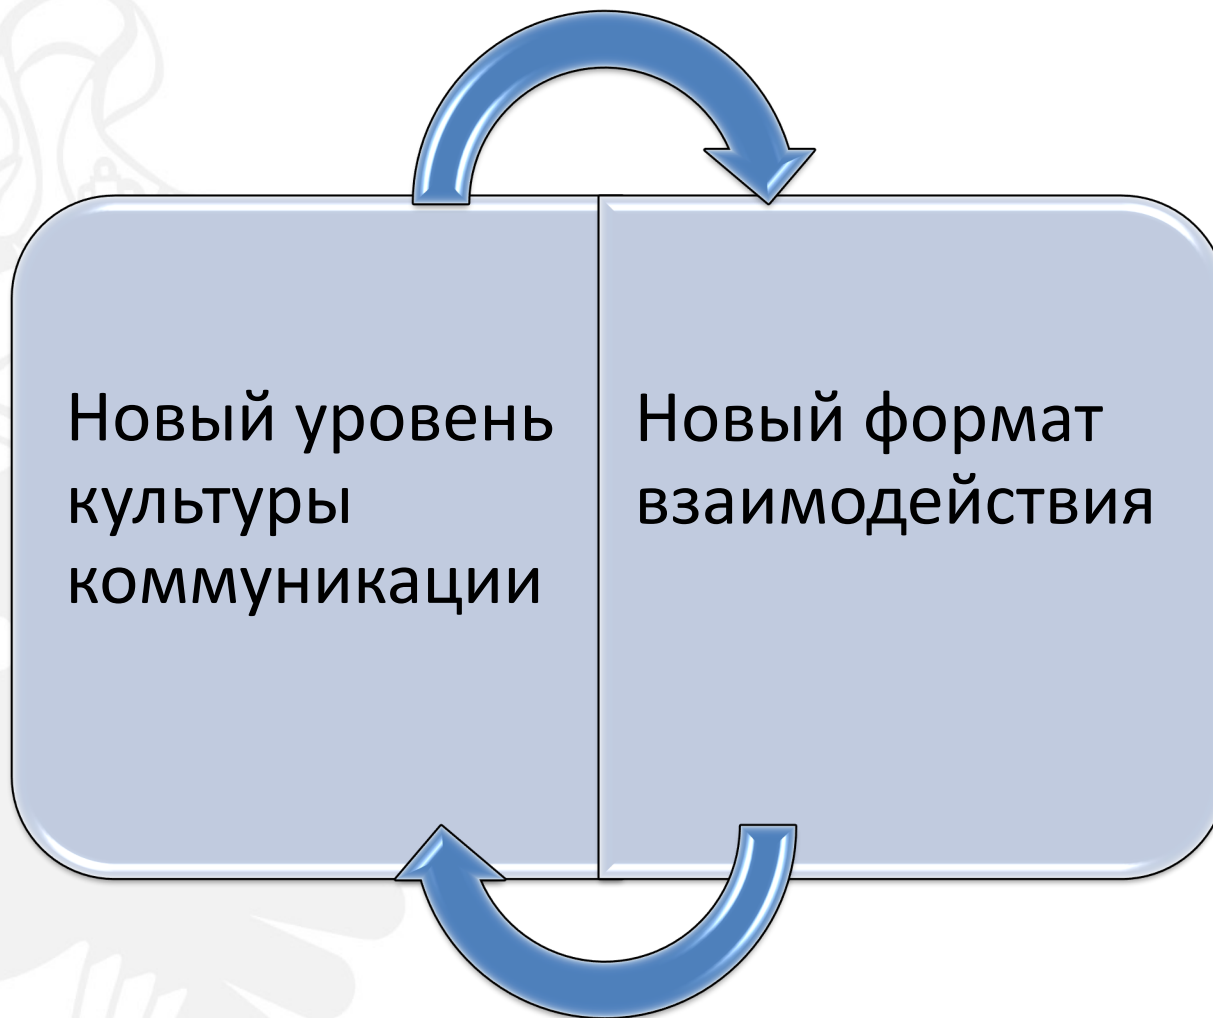 Новый уровень
культуры
коммуникации
Новый формат
взаимодействия